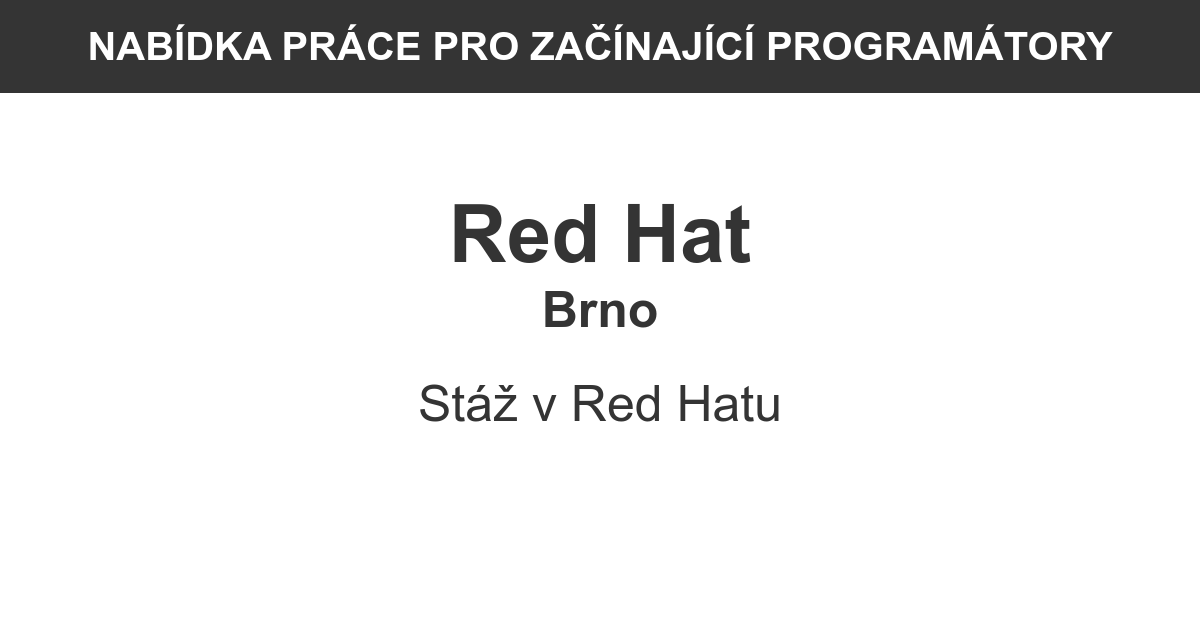 NABÍDKA PRÁCE PRO ZAČÍNAJÍCÍ PROGRAMÁTORY
Red Hat
Brno
Stáž v Red Hatu